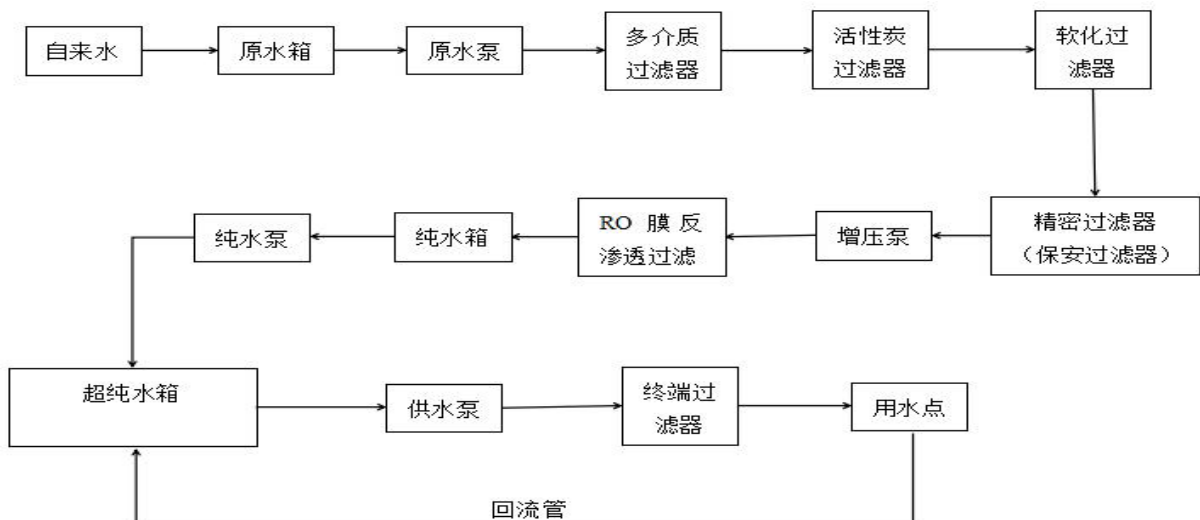 自来水
原水箱
原水泵
多介质
过滤器
活性炭
过滤器
软化过
滤器
精密过滤器
（保安过滤器）
增压泵
RO 膜反
渗透过滤
纯水箱
纯水泵
超纯水箱
供水泵
终端过
滤器
用水点
回流管